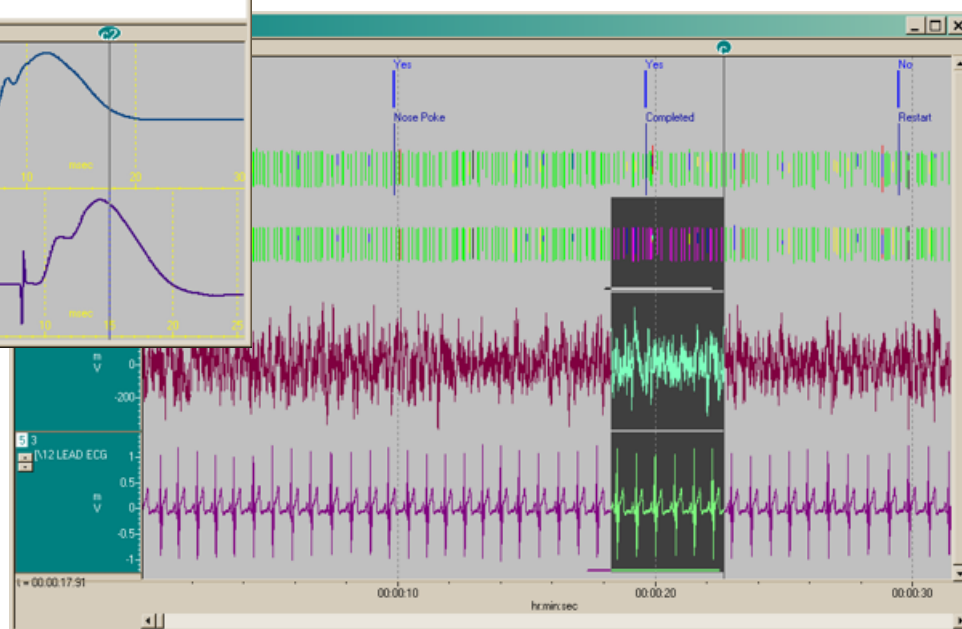 c2
10
20
30
msec
10
15
20
25
msec
c
Yes
Yes
No
Nose Poke
Completed
Restart
m
V
0-
-200-
5 3
12 LEAD ECG
1-
0.5-
m
V
0-
-0.5-
-1-
t = 00:00:17.91
00:00:10
00:00:20
00:00:30
hr:min:sec